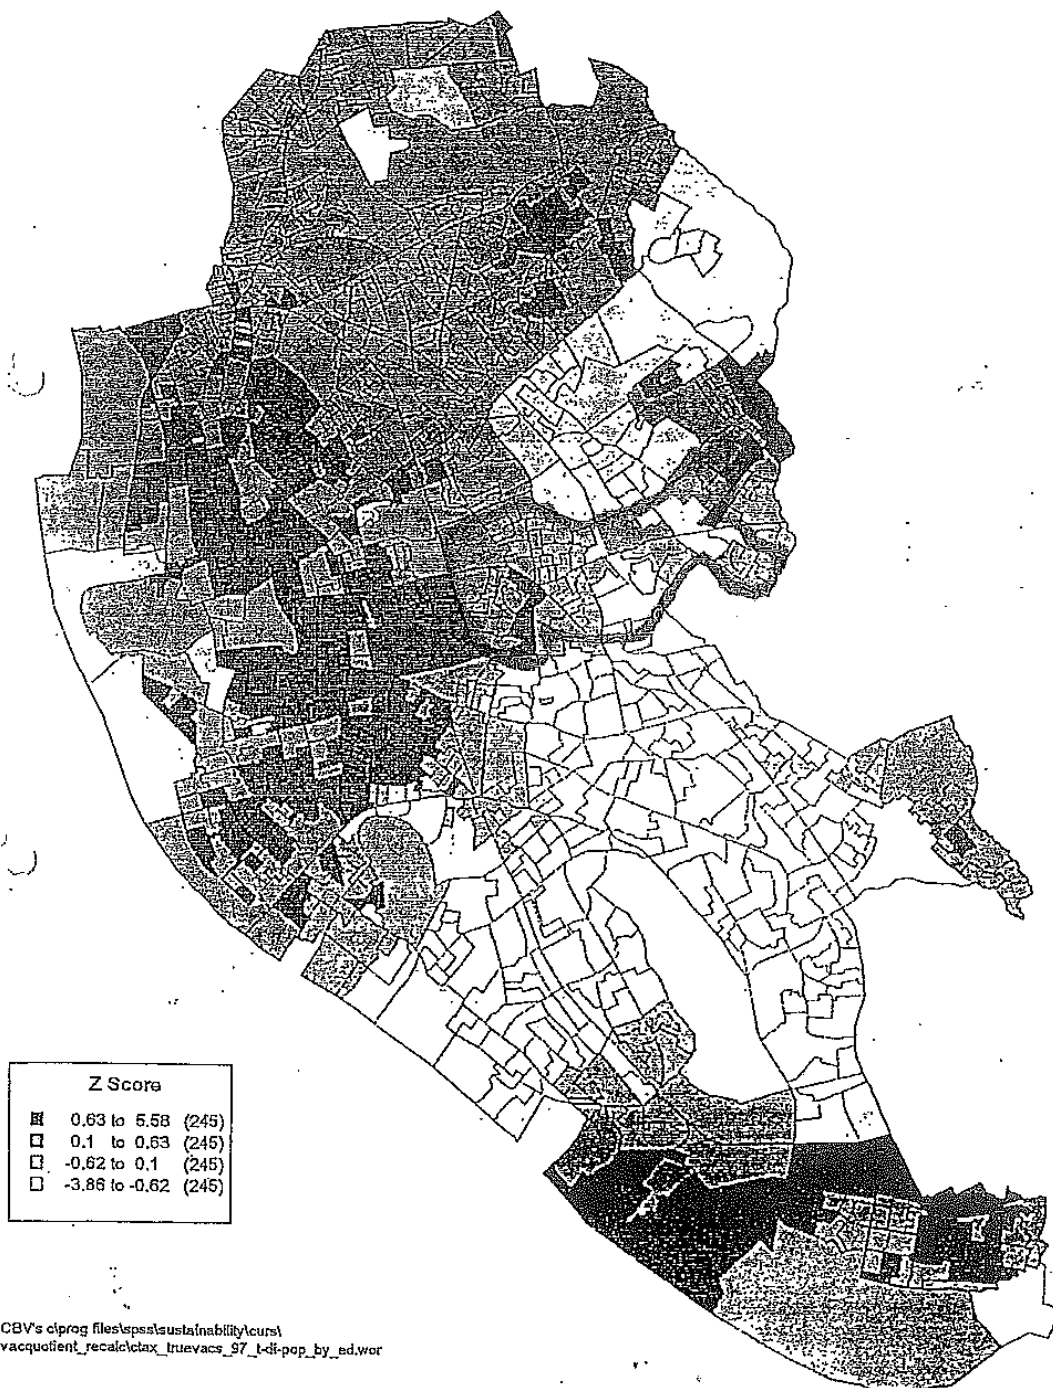 Z Score
0.63 to 5.58 (245)
0.1 to 0.63 (245)
-0.62 to 0.1 (245)
-3.86 to -0.62 (245)
CBV's c\prog files\spss\sustainability\curs\
vacquotient_recalc\ctax_truevacs_97_t-di-pop_by_ed.wor